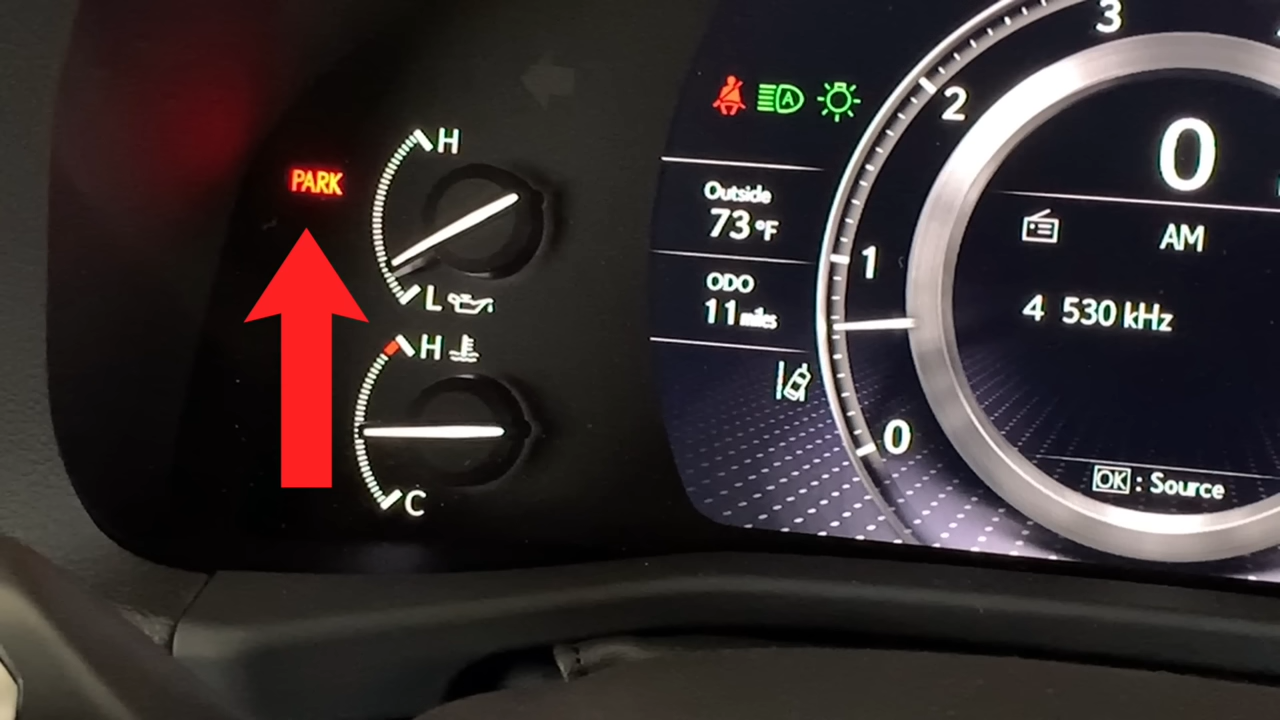 PARK
H
L
H
C
A
Outside
73°F
ODO
11 miles
3
2
1
0
0
AM
4 530 kHz
OK : Source